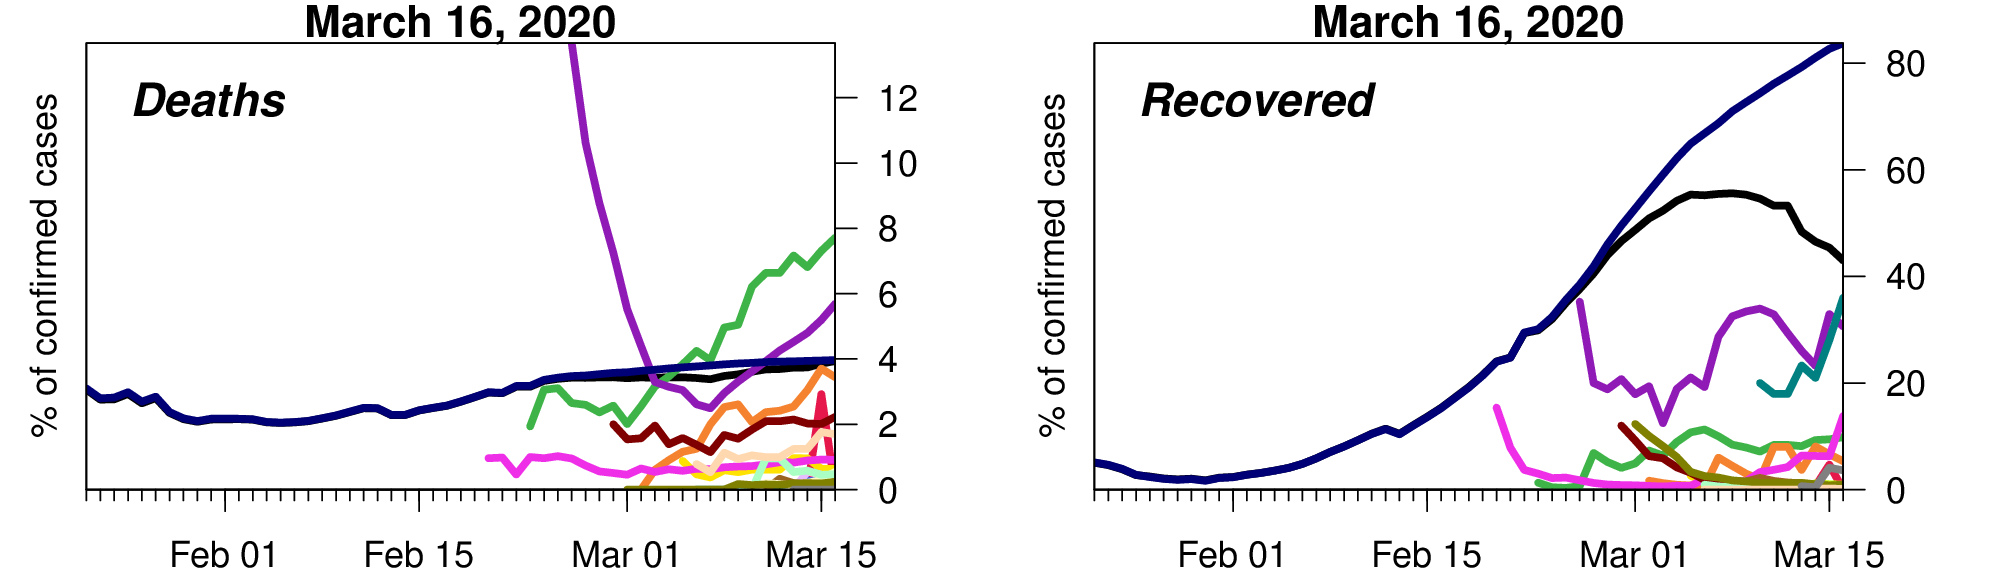 March 16, 2020
Deaths
% of confirmed cases
12
10
8
6
4
2
0
Feb 01 Feb 15 Mar 01 Mar 15
March 16, 2020
Recovered
% of confirmed cases
80
60
40
20
0
Feb 01 Feb 15 Mar 01 Mar 15